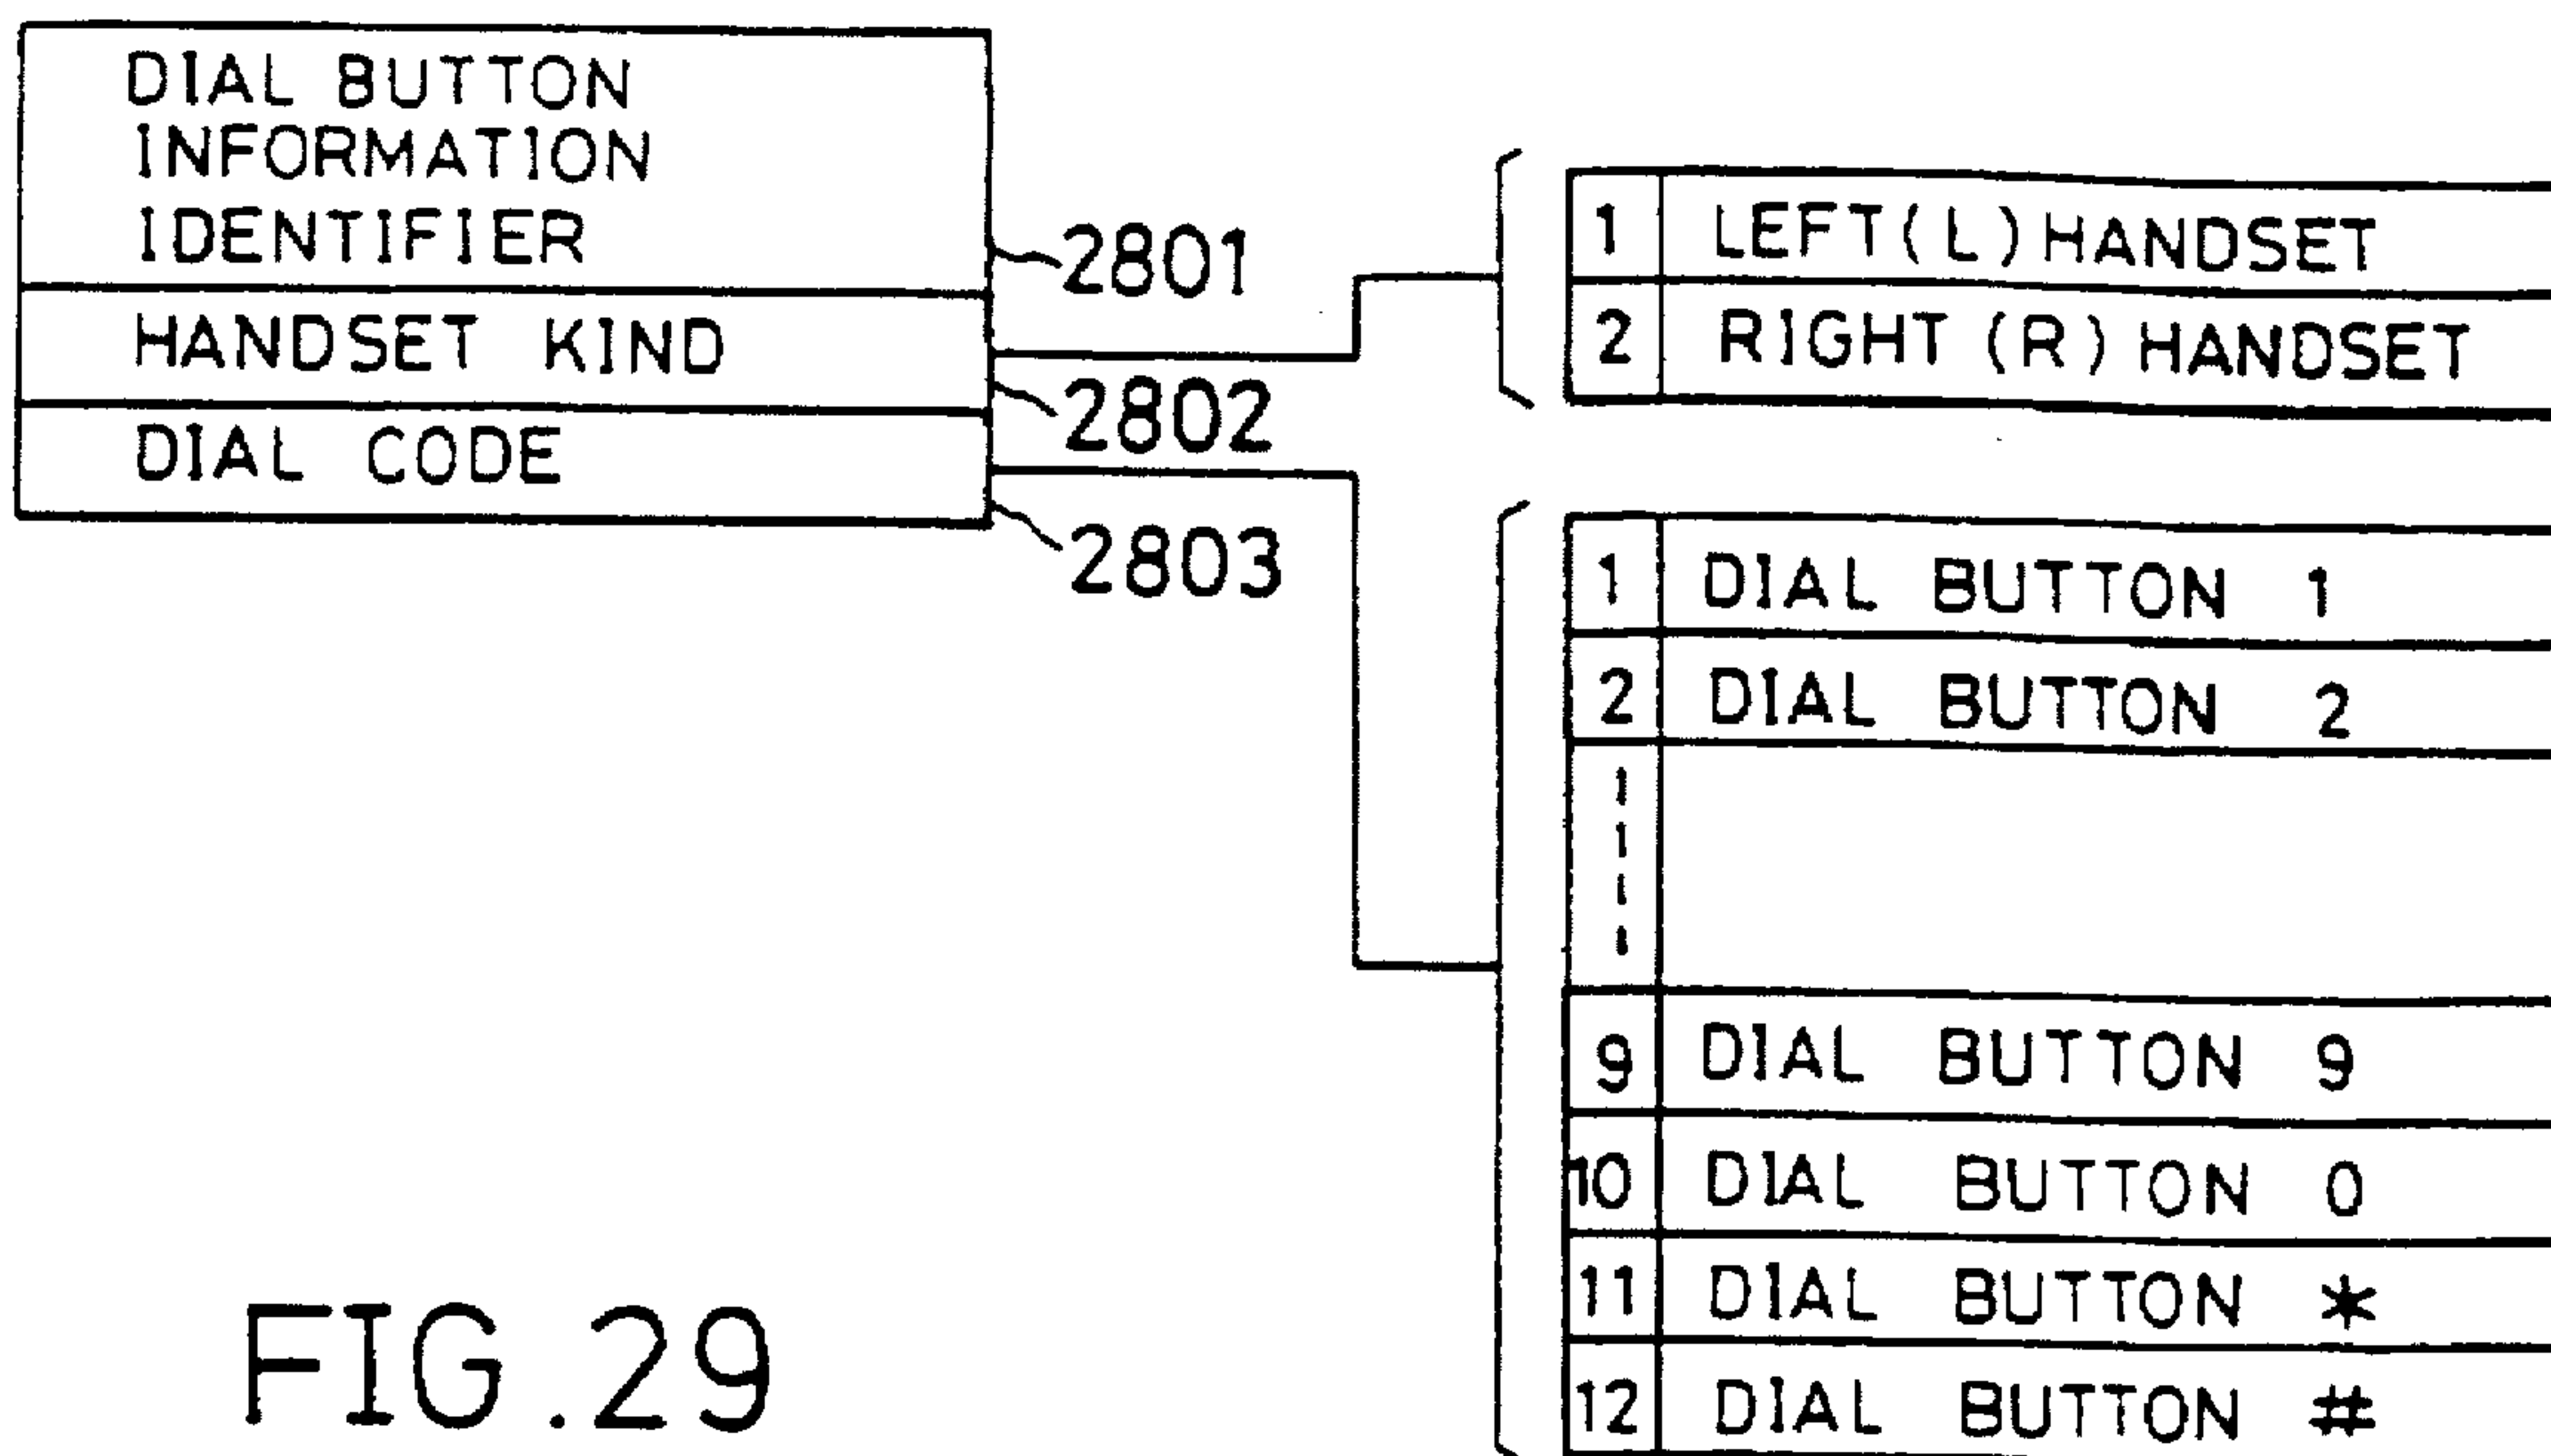 DIAL BUTTON
INFORMATION
IDENTIFIER
2801
HANDSET KIND
2802
DIAL CODE
2803
1 LEFT(L) HANDSET
2 RIGHT (R) HANDSET
1 DIAL BUTTON 1
2 DIAL BUTTON 2
9 DIAL BUTTON 9
10 DIAL BUTTON 0
11 DIAL BUTTON *
12 DIAL BUTTON #
FIG.29